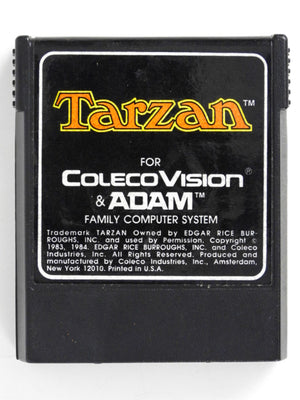 Tarzan™
FOR
COLECOVISION®
& ADAM™
FAMILY COMPUTER SYSTEM
Trademark TARZAN Owned by EDGAR RICE BUR-
ROUGHS, INC. and used by Permission. Copyright ©
1983, 1984. EDGAR RICE BURROUGHS, INC. and Coleco
Industries, Inc. All Rights Reserved. Produced and
manufactured by Coleco Industries, Inc., Amsterdam,
New York 12010. Printed in U.S.A.